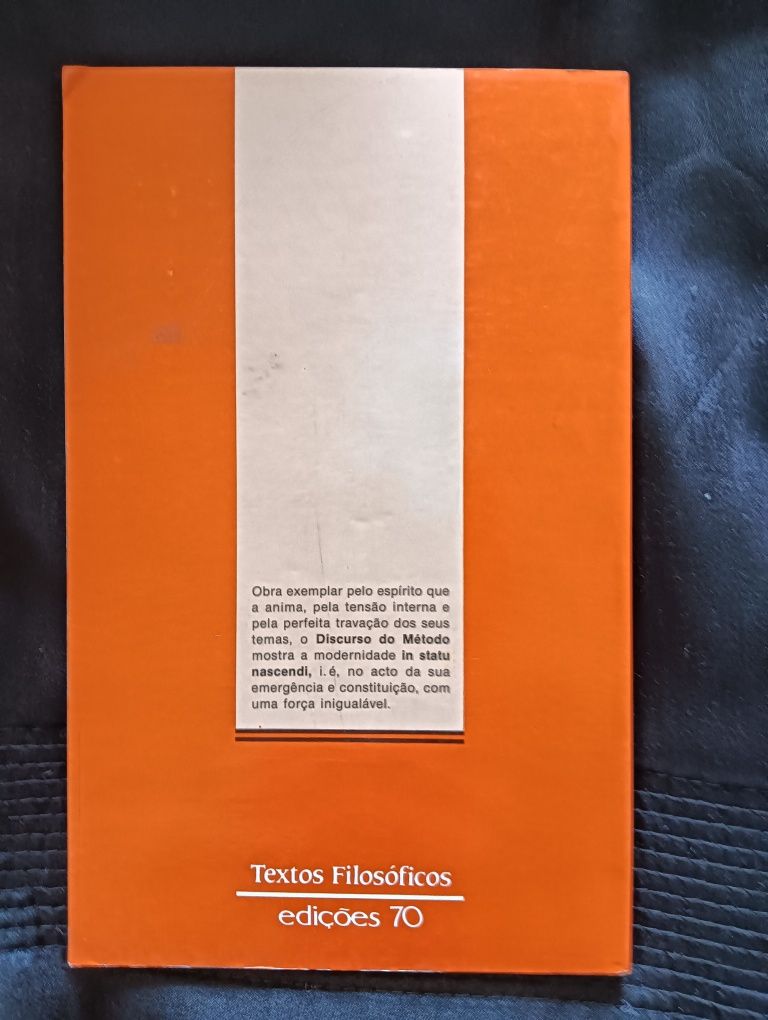 Obra exemplar pelo espírito que
a anima, pela tensão interna e
pela perfeita travação dos seus
temas, o Discurso do Método
mostra a modernidade in statu
nascendi, i. é, no acto da sua
emergência e constituição, com
uma força inigualável.
Textos Filosóficos
edições 70